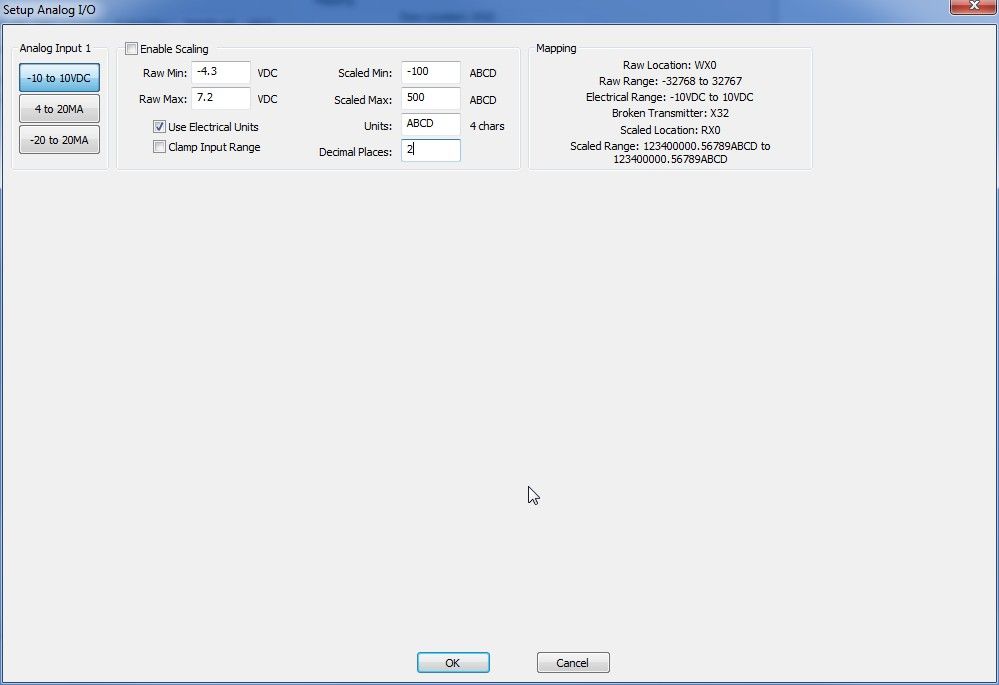 Setup Analog I/O
Analog Input 1
-10 to 10VDC
4 to 20MA
-20 to 20MA
Enable Scaling
Raw Min: -4.3 VDC
Raw Max: 7.2 VDC
Use Electrical Units
Clamp Input Range
Scaled Min: -100 ABCD
Scaled Max: 500 ABCD
Units: ABCD 4 chars
Decimal Places: 2
Mapping
Raw Location: WX0
Raw Range: -32768 to 32767
Electrical Range: -10VDC to 10VDC
Broken Transmitter: X32
Scaled Location: RX0
Scaled Range: 123400000.56789ABCD to
123400000.56789ABCD
OK Cancel